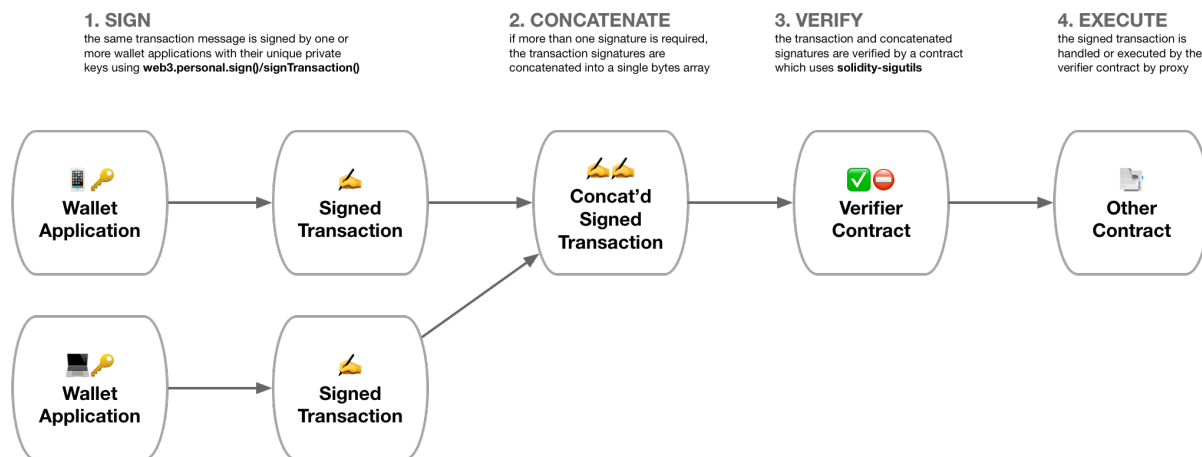 1. SIGN
the same transaction message is signed by one or
more wallet applications with their unique private
keys using web3.personal.sign()/signTransaction()
2. CONCATENATE
if more than one signature is required,
the transaction signatures are
concatenated into a single bytes array
3. VERIFY
the transaction and concatenated
signatures are verified by a contract
which uses solidity-sigutils
4. EXECUTE
the signed transaction is
handled or executed by the
verifier contract by proxy
Wallet
Application
Signed
Transaction
Concat’d
Signed
Transaction
Verifier
Contract
Other
Contract
Wallet
Application
Signed
Transaction